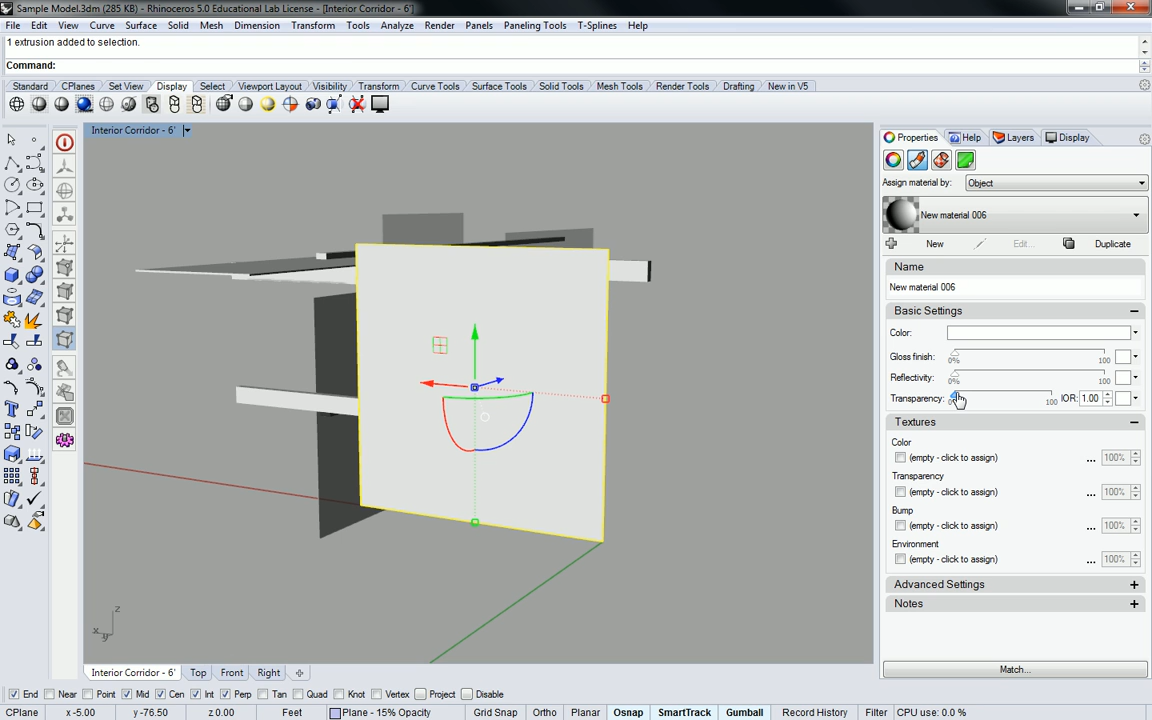 Sample Model.3dm (285 KB) - Rhinoceros 5.0 Educational Lab License - [Interior Corridor - 6']
File Edit View Curve Surface Solid Mesh Dimension Transform Tools Analyze Render Panels Paneling Tools T-Splines Help
1 extrusion added to selection.
Command:
Standard CPlanes Set View Display Select Viewport Layout Visibility Transform Curve Tools Surface Tools Solid Tools Mesh Tools Render Tools Drafting New in V5
Interior Corridor - 6'
Properties Help Layers Display
Assign material by: Object
New material 006
New Edit... Duplicate
Name
New material 006
Basic Settings
Color:
Gloss finish: 0% 100
Reflectivity: 0% 100
Transparency: 0% 100 IOR: 1.00
Textures
Color
(empty - click to assign) ... 100%
Transparency
(empty - click to assign) ... 100%
Bump
(empty - click to assign) ... 100%
Environment
(empty - click to assign) ... 100%
Advanced Settings
Notes
z
x y
Match...
Interior Corridor - 6' Top Front Right
End Near Point Mid Cen Int Perp Tan Quad Knot Vertex Project Disable
CPlane x -5.00 y -76.50 z 0.00 Feet Plane - 15% Opacity Grid Snap Ortho Planar Osnap SmartTrack Gumball Record History Filter CPU use: 0.0 %